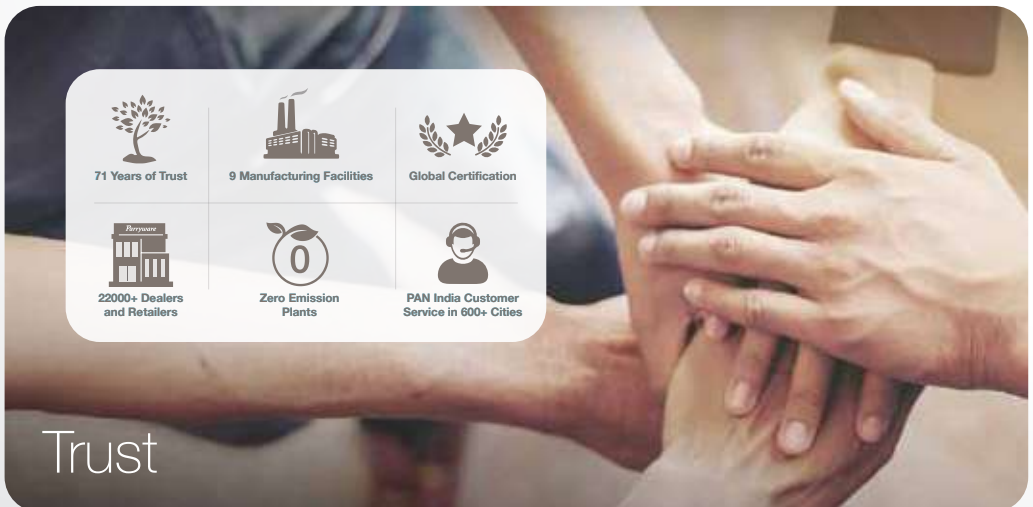 71 Years of Trust
9 Manufacturing Facilities
Global Certification
Parryware
22000+ Dealers
and Retailers
0
Zero Emission
Plants
PAN India Customer
Service in 600+ Cities
Trust